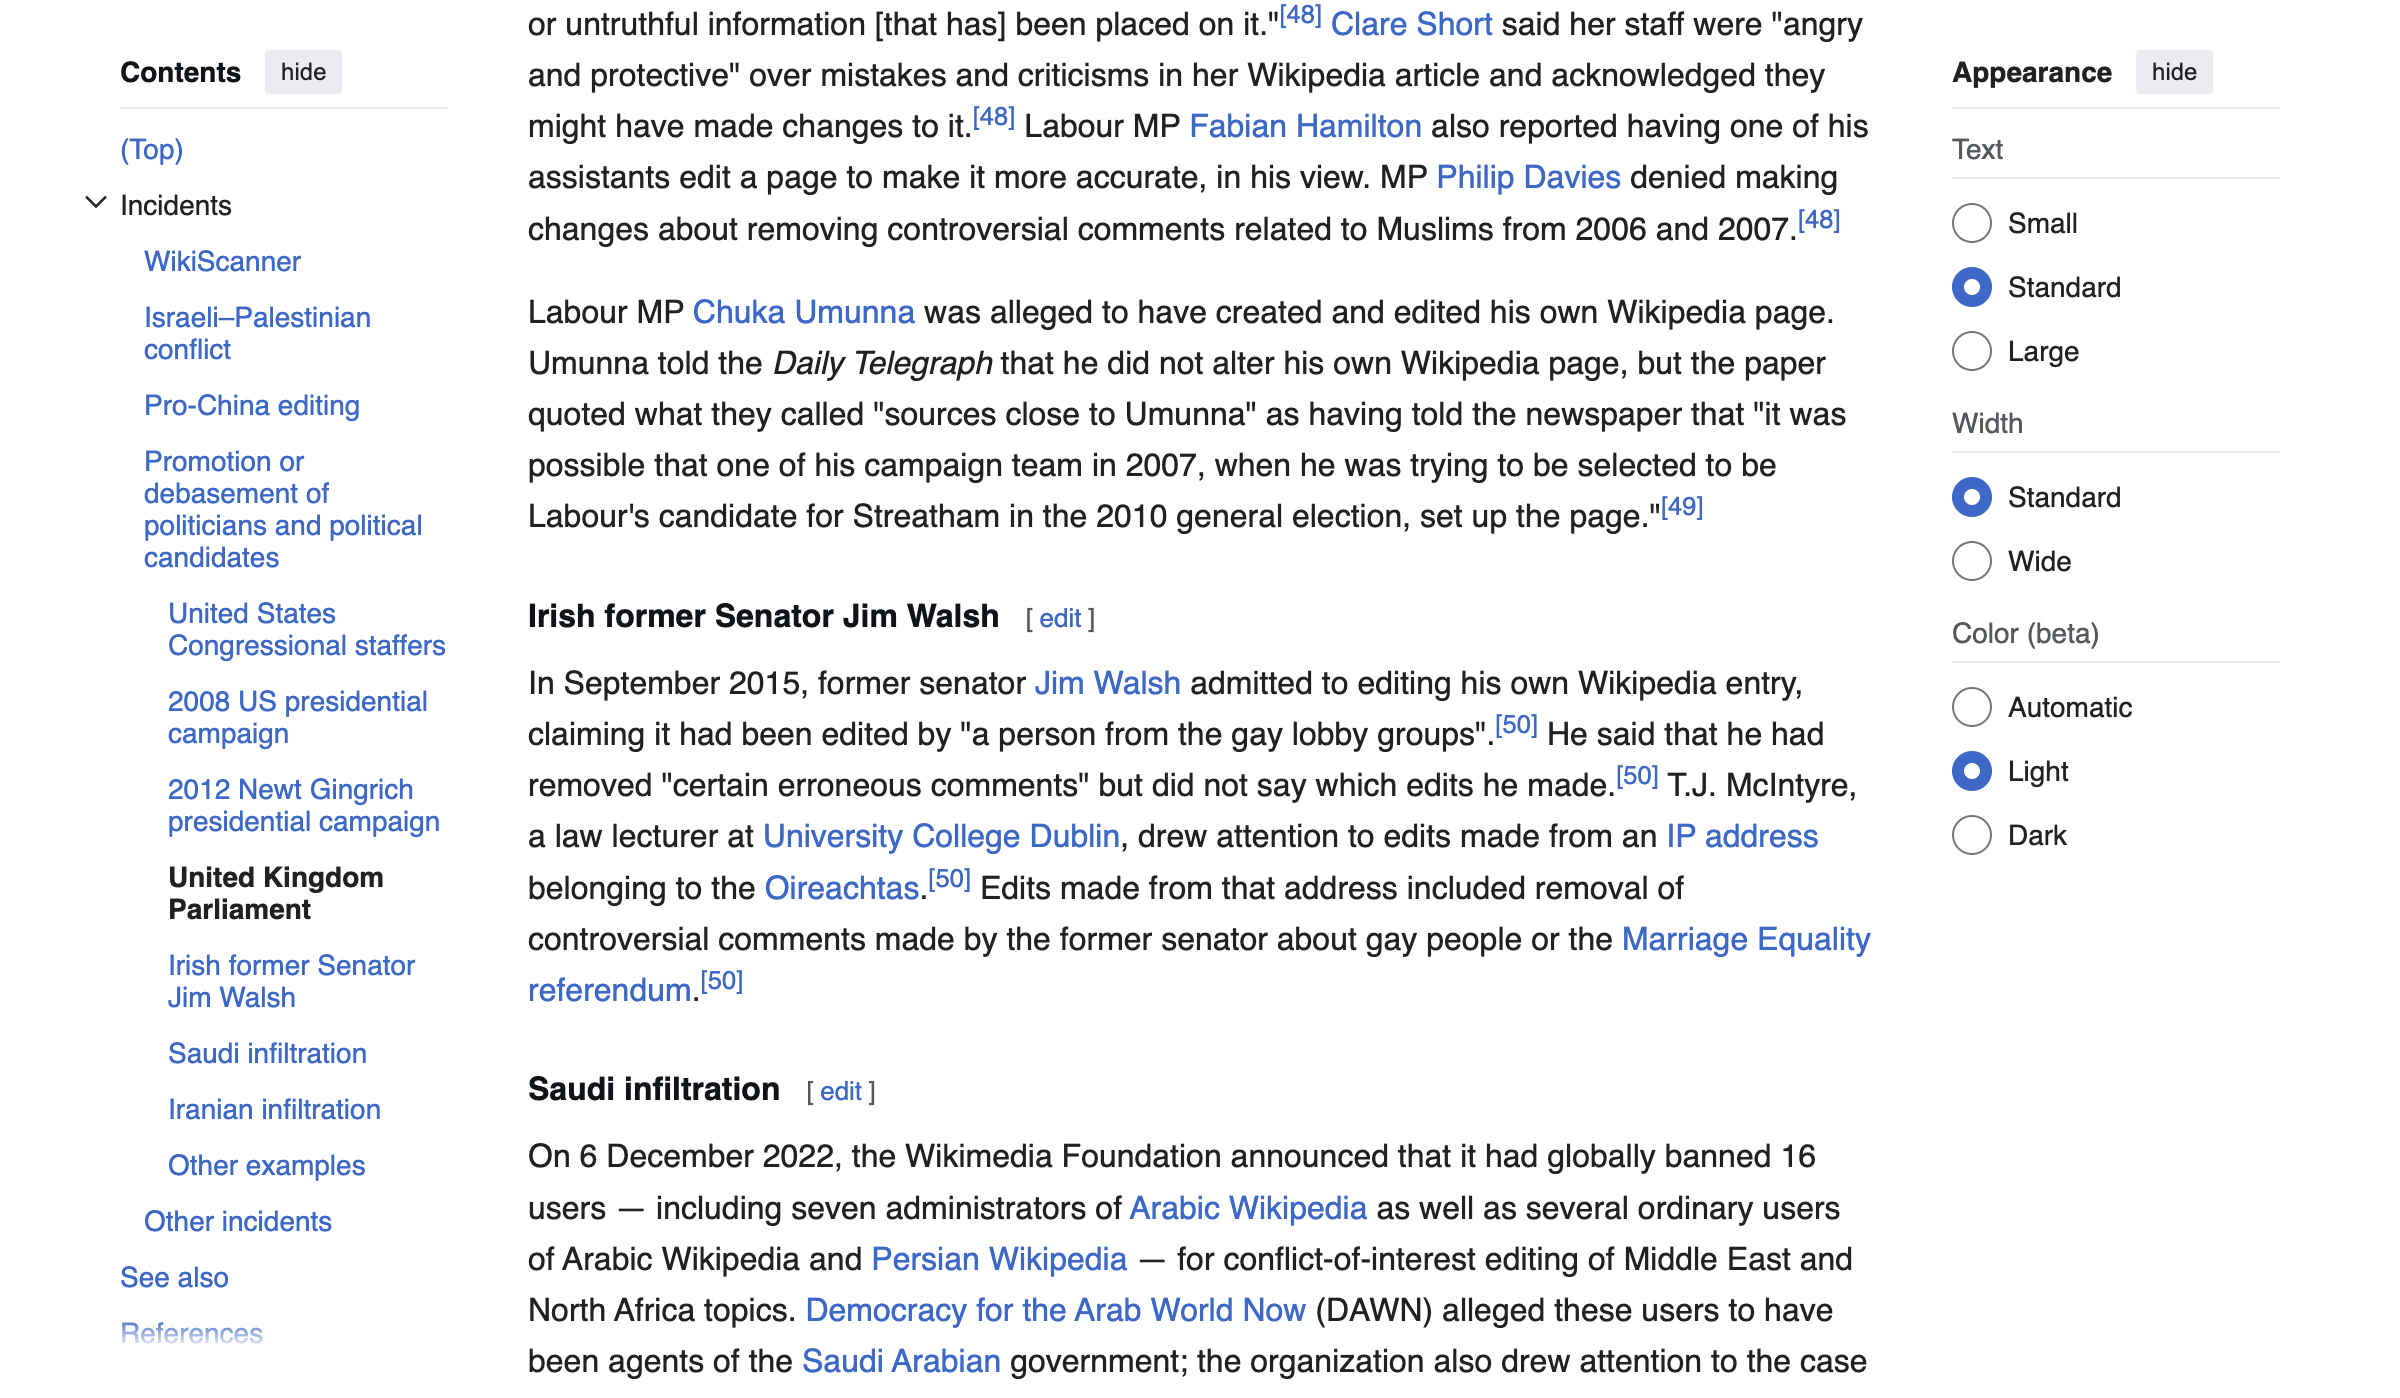 Contents hide
(Top)
Incidents
WikiScanner
Israeli–Palestinian
conflict
Pro-China editing
Promotion or
debasement of
politicians and political
candidates
United States
Congressional staffers
2008 US presidential
campaign
2012 Newt Gingrich
presidential campaign
United Kingdom
Parliament
Irish former Senator
Jim Walsh
Saudi infiltration
Iranian infiltration
Other examples
Other incidents
See also
References
or untruthful information [that has] been placed on it."[48] Clare Short said her staff were "angry
and protective" over mistakes and criticisms in her Wikipedia article and acknowledged they
might have made changes to it.[48] Labour MP Fabian Hamilton also reported having one of his
assistants edit a page to make it more accurate, in his view. MP Philip Davies denied making
changes about removing controversial comments related to Muslims from 2006 and 2007.[48]
Labour MP Chuka Umunna was alleged to have created and edited his own Wikipedia page.
Umunna told the Daily Telegraph that he did not alter his own Wikipedia page, but the paper
quoted what they called "sources close to Umunna" as having told the newspaper that "it was
possible that one of his campaign team in 2007, when he was trying to be selected to be
Labour's candidate for Streatham in the 2010 general election, set up the page."[49]
Irish former Senator Jim Walsh [ edit ]
In September 2015, former senator Jim Walsh admitted to editing his own Wikipedia entry,
claiming it had been edited by "a person from the gay lobby groups".[50] He said that he had
removed "certain erroneous comments" but did not say which edits he made.[50] T.J. McIntyre,
a law lecturer at University College Dublin, drew attention to edits made from an IP address
belonging to the Oireachtas.[50] Edits made from that address included removal of
controversial comments made by the former senator about gay people or the Marriage Equality
referendum.[50]
Saudi infiltration [ edit ]
On 6 December 2022, the Wikimedia Foundation announced that it had globally banned 16
users — including seven administrators of Arabic Wikipedia as well as several ordinary users
of Arabic Wikipedia and Persian Wikipedia — for conflict-of-interest editing of Middle East and
North Africa topics. Democracy for the Arab World Now (DAWN) alleged these users to have
been agents of the Saudi Arabian government; the organization also drew attention to the case
Appearance hide
Text
Small
Standard
Large
Width
Standard
Wide
Color (beta)
Automatic
Light
Dark